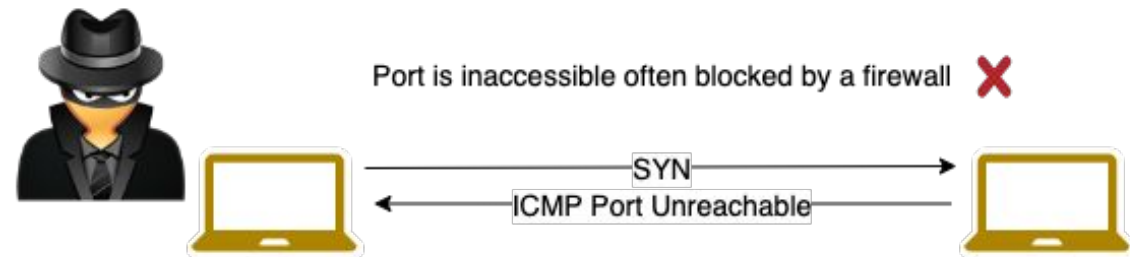 Port is inaccessible often blocked by a firewall
SYN
ICMP Port Unreachable